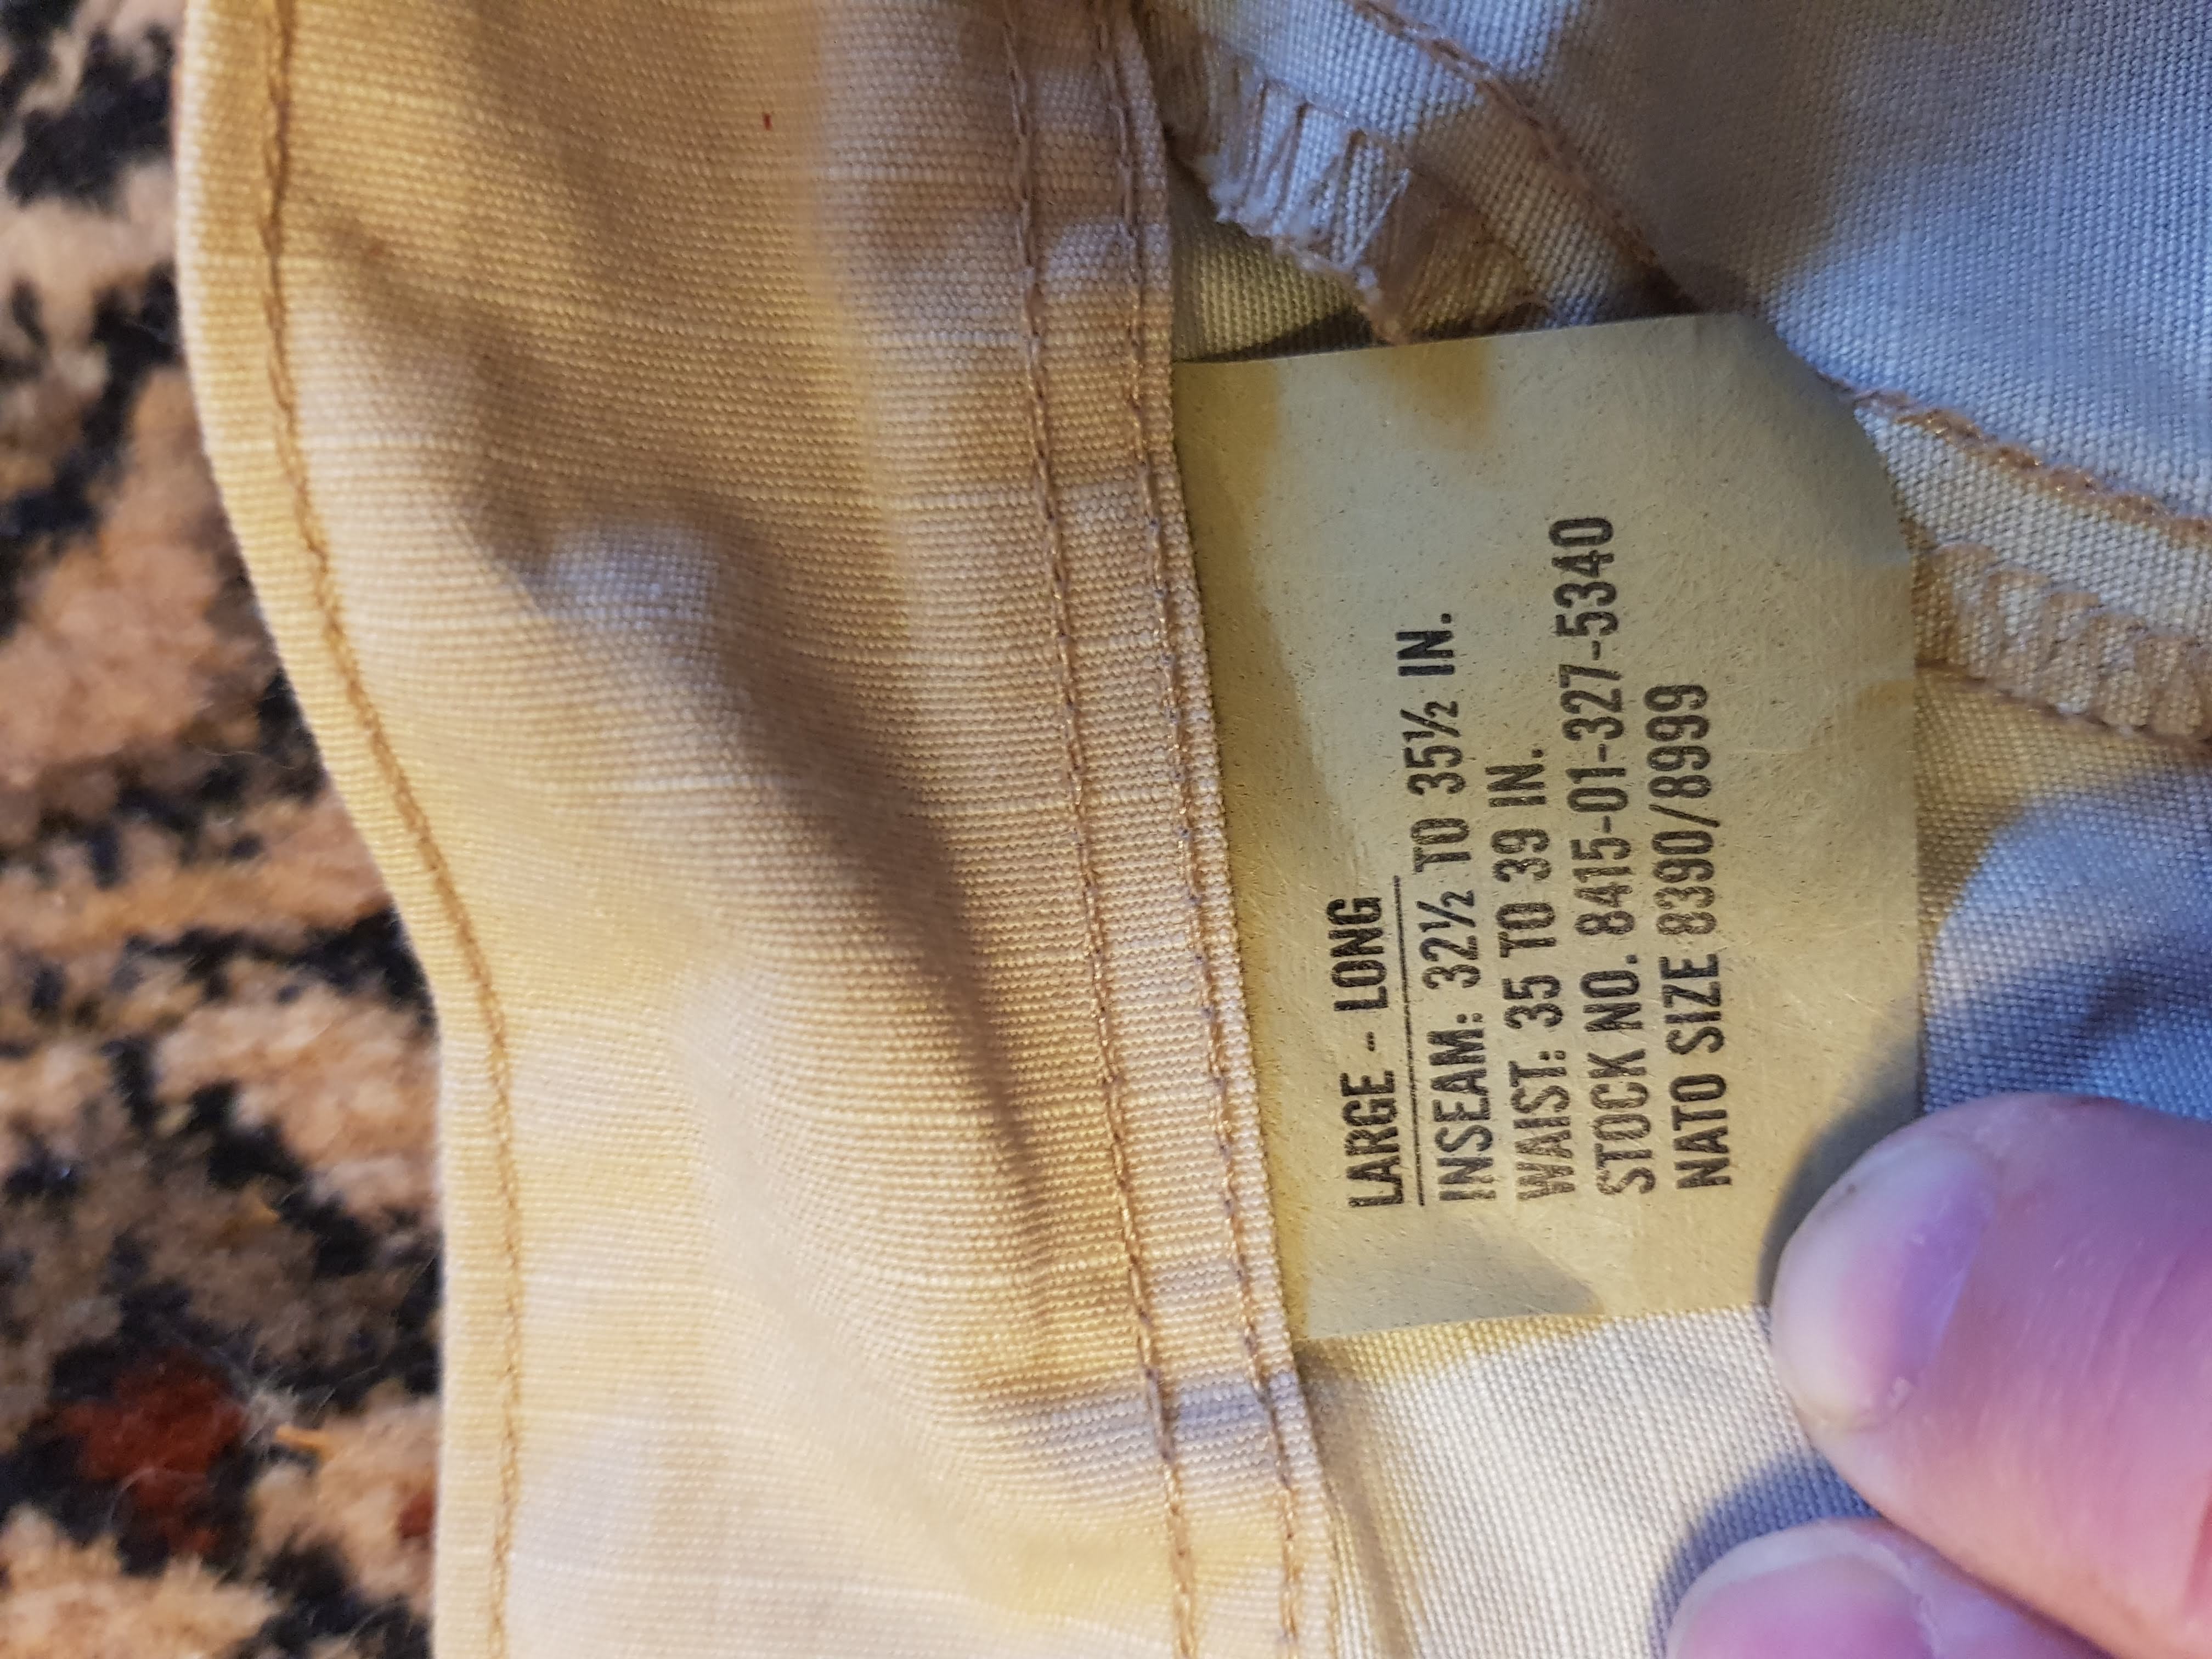 LARGE - LONG
INSEAM: 32½ TO 35½ IN.
WAIST: 35 TO 39 IN.
STOCK NO. 8415-01-327-5340
NATO SIZE 8390/8999